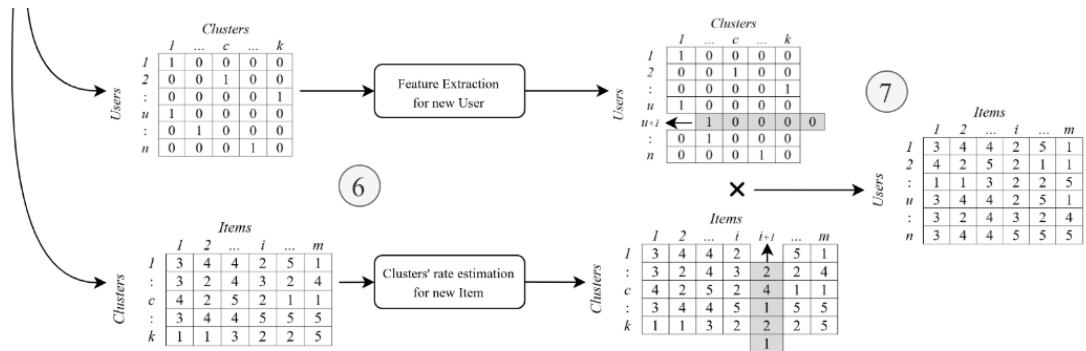 Clusters
1 ... c ... k
1 1 0 0 0 0
2 0 0 1 0 0
: 0 0 0 0 1
u 1 0 0 0 0
: 0 1 0 0 0
n 0 0 0 1 0
Users
Feature Extraction
for new User
Clusters
1 ... c ... k
1 1 0 0 0 0
2 0 0 1 0 0
: 0 0 0 0 1
u 1 0 0 0 0
u+1 1 0 0 0 0
: 0 1 0 0 0
n 0 0 0 1 0
Users
7
Items
1 2 ... i ... m
1 3 4 4 2 5 1
2 4 2 5 2 1 1
: 1 1 3 2 2 5
u 3 4 4 2 5 1
: 3 2 4 3 2 4
n 3 4 4 5 5 5
Users
6
×
Items
1 2 ... i ... m
1 3 4 4 2 5 1
: 3 2 4 3 2 4
c 4 2 5 2 1 1
: 3 4 4 5 5 5
k 1 1 3 2 2 5
Clusters
Clusters' rate estimation
for new Item
Items
1 2 ... i i+1 ... m
1 3 4 4 2 5 1
: 3 2 4 3 2 2 4
c 4 2 5 2 4 1 1
: 3 4 4 5 1 5 5
k 1 1 3 2 2 2 5
1
Clusters